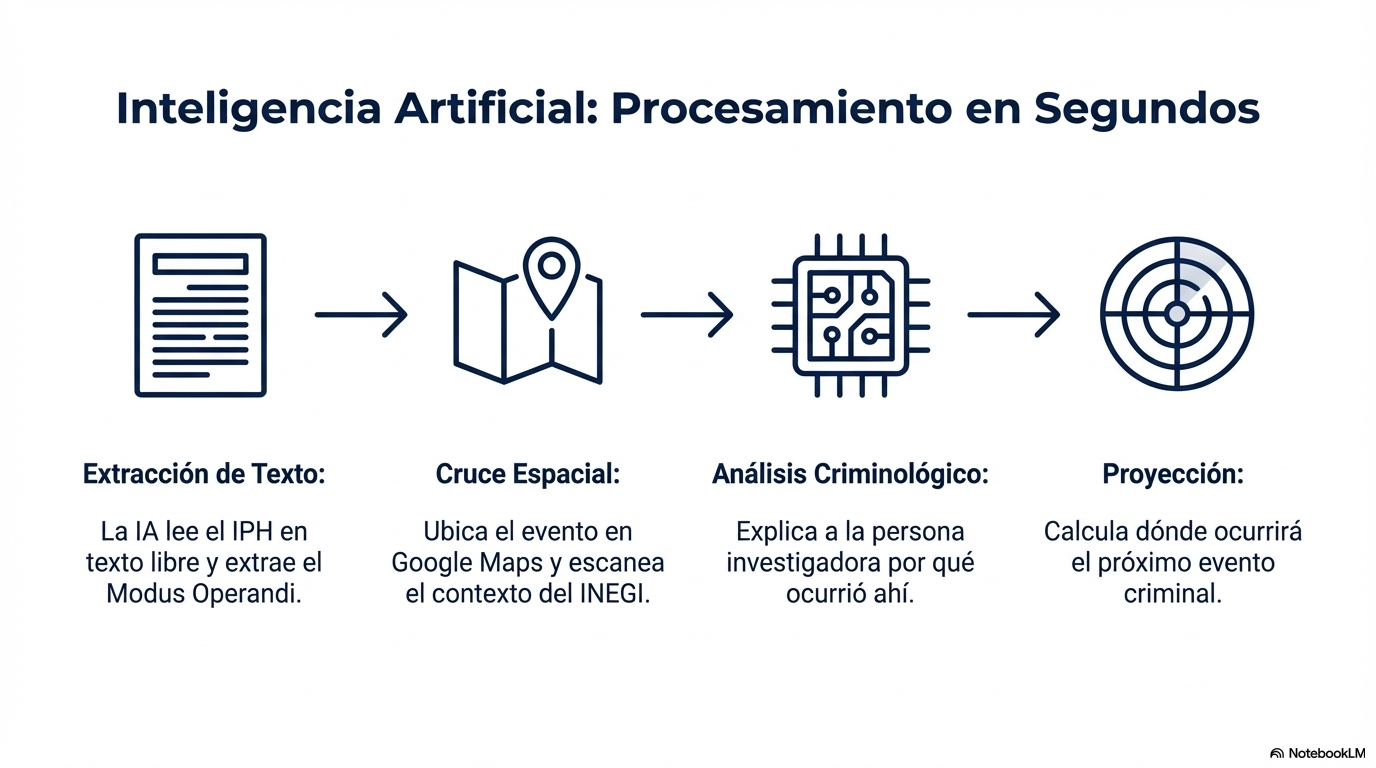 Inteligencia Artificial: Procesamiento en Segundos
Extracción de Texto:
La IA lee el IPH en
texto libre y extrae el
Modus Operandi.
Cruce Espacial:
Ubica el evento en
Google Maps y escanea
el contexto del INEGI.
Análisis Criminológico:
Explica a la persona
investigadora por qué
ocurrió ahí.
Proyección:
Calcula dónde ocurrirá
el próximo evento
criminal.
NotebookLM